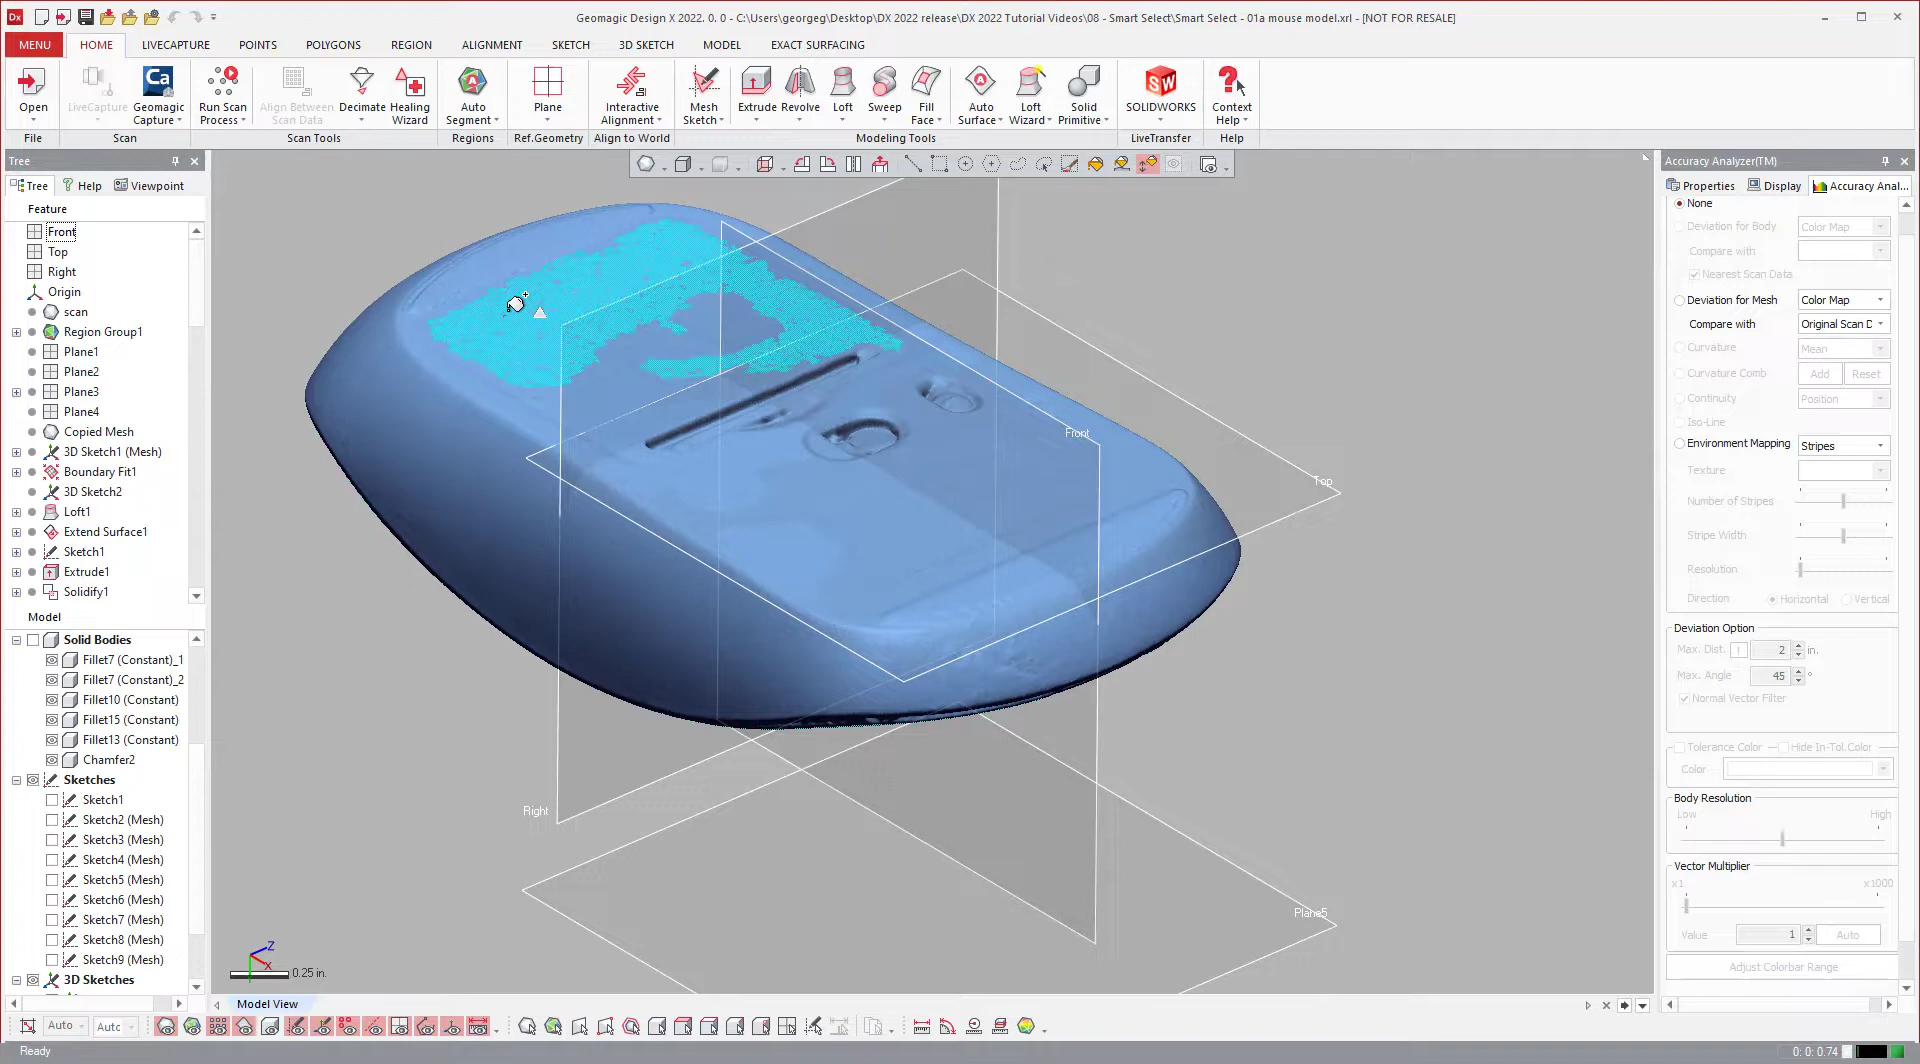 Geomagic Design X 2022. 0. 0 - C:\Users\georgeg\Desktop\DX 2022 release\DX 2022 Tutorial Videos\08 - Smart Select\Smart Select - 01a mouse model.xrl - [NOT FOR RESALE]
MENU HOME LIVECAPTURE POINTS POLYGONS REGION ALIGNMENT SKETCH 3D SKETCH MODEL EXACT SURFACING
Open LiveCapture Geomagic Capture Run Scan Process Align Between Scan Data Decimate Healing Wizard Auto Segment Plane Interactive Alignment Mesh Sketch Extrude Revolve Loft Sweep Fill Face Auto Surface Loft Wizard Solid Primitive SOLIDWORKS Context Help
File Scan Scan Tools Regions Ref.Geometry Align to World Modeling Tools LiveTransfer Help
Tree
Tree Help Viewpoint
Feature
Front
Top
Right
Origin
scan
Region Group1
Plane1
Plane2
Plane3
Plane4
Copied Mesh
3D Sketch1 (Mesh)
Boundary Fit1
3D Sketch2
Loft1
Extend Surface1
Sketch1
Extrude1
Solidify1
Model
Solid Bodies
Fillet7 (Constant)_1
Fillet7 (Constant)_2
Fillet10 (Constant)
Fillet15 (Constant)
Fillet13 (Constant)
Chamfer2
Sketches
Sketch1
Sketch2 (Mesh)
Sketch3 (Mesh)
Sketch4 (Mesh)
Sketch5 (Mesh)
Sketch6 (Mesh)
Sketch7 (Mesh)
Sketch8 (Mesh)
Sketch9 (Mesh)
3D Sketches
Front
Top
Right
Plane5
Z
X
0.25 in.
Model View
Accuracy Analyzer(TM)
Properties Display Accuracy Anal...
None
Deviation for Body Color Map
Compare with
Nearest Scan Data
Deviation for Mesh Color Map
Compare with Original Scan D
Curvature Mean
Curvature Comb Add Reset
Continuity Position
Iso-Line
Environment Mapping Stripes
Texture
Number of Stripes
Stripe Width
Resolution
Direction Horizontal Vertical
Deviation Option
Max. Dist. ! 2 in.
Max. Angle 45 °
Normal Vector Filter
Tolerance Color Hide In-Tol.Color
Color
Body Resolution
Low High
Vector Multiplier
x1 x1000
Value 1 Auto
Adjust Colorbar Range
Auto Auto
Ready
0: 0: 0.74